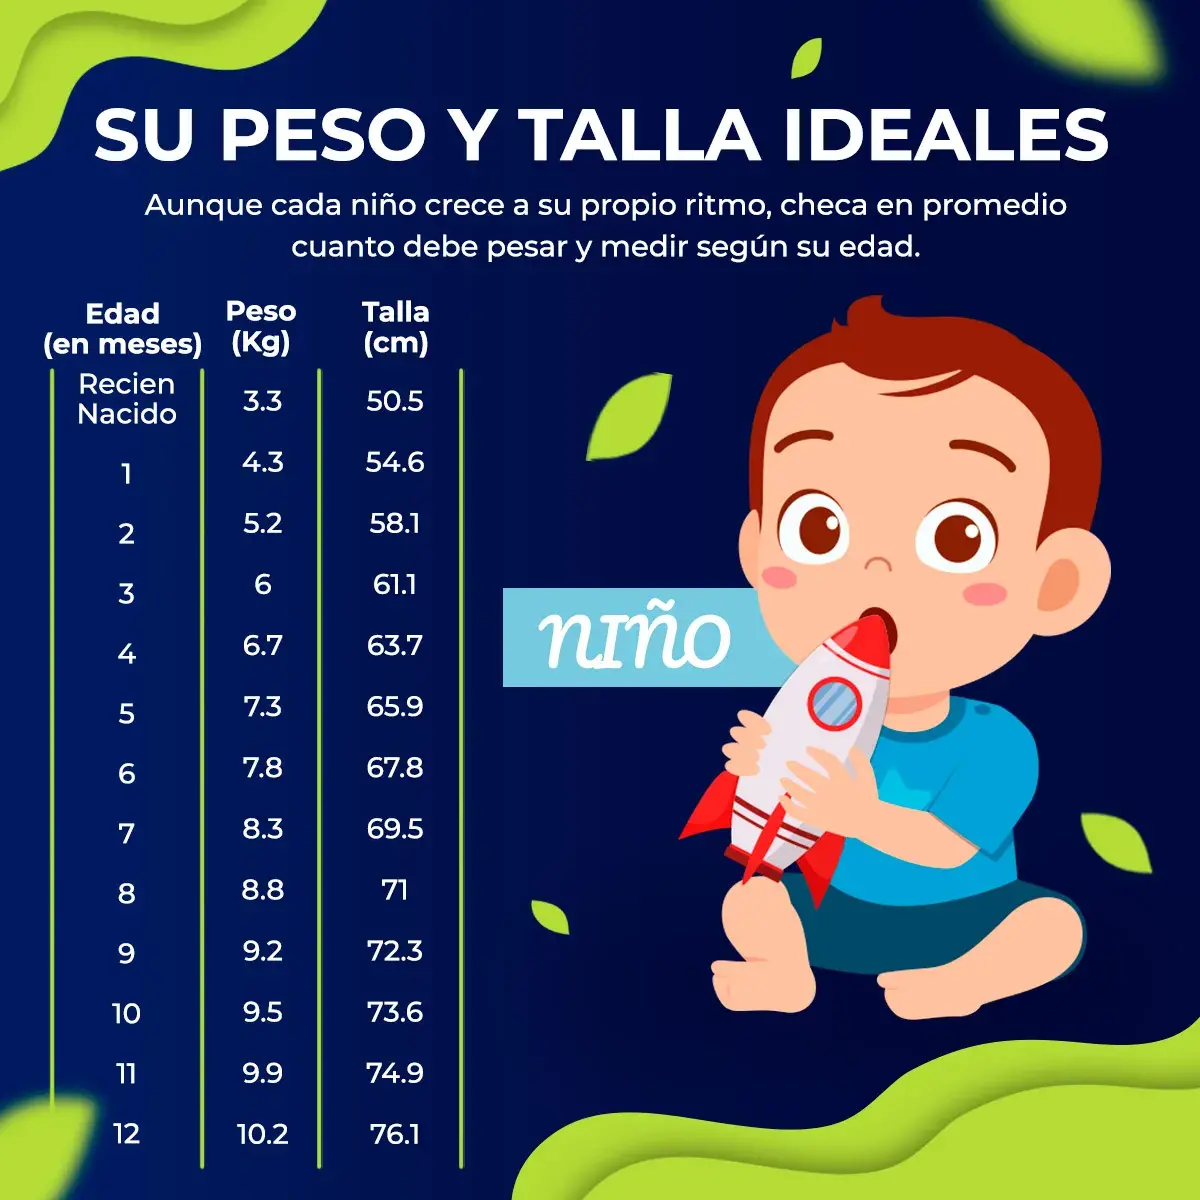 SU PESO Y TALLA IDEALES
Aunque cada niño crece a su propio ritmo, checa en promedio
cuanto debe pesar y medir según su edad.
Edad (en meses) Peso (Kg) Talla (cm)
Recien Nacido 3.3 50.5
1 4.3 54.6
2 5.2 58.1
3 6 61.1
4 6.7 63.7
5 7.3 65.9
6 7.8 67.8
7 8.3 69.5
8 8.8 71
9 9.2 72.3
10 9.5 73.6
11 9.9 74.9
12 10.2 76.1
NIÑO